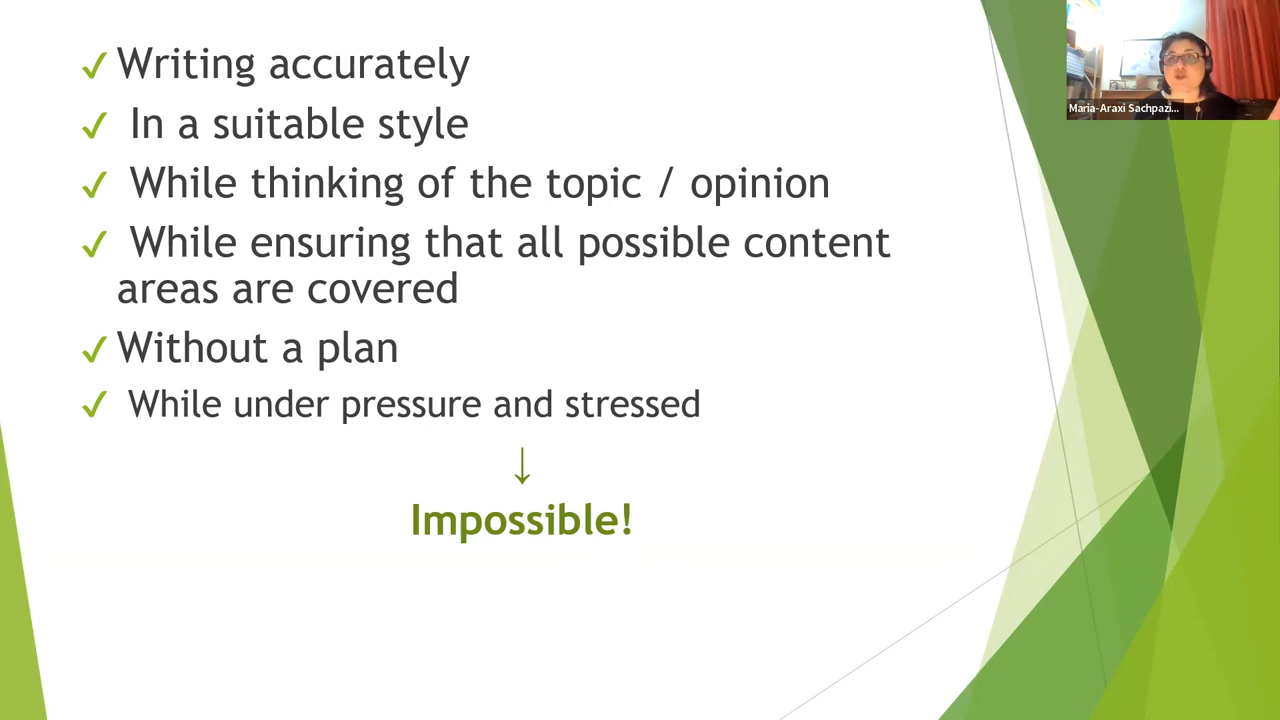 ✓ Writing accurately
✓ In a suitable style
✓ While thinking of the topic / opinion
✓ While ensuring that all possible content
areas are covered
✓ Without a plan
✓ While under pressure and stressed
↓
Impossible!
Maria-Araxi Sachpazi...